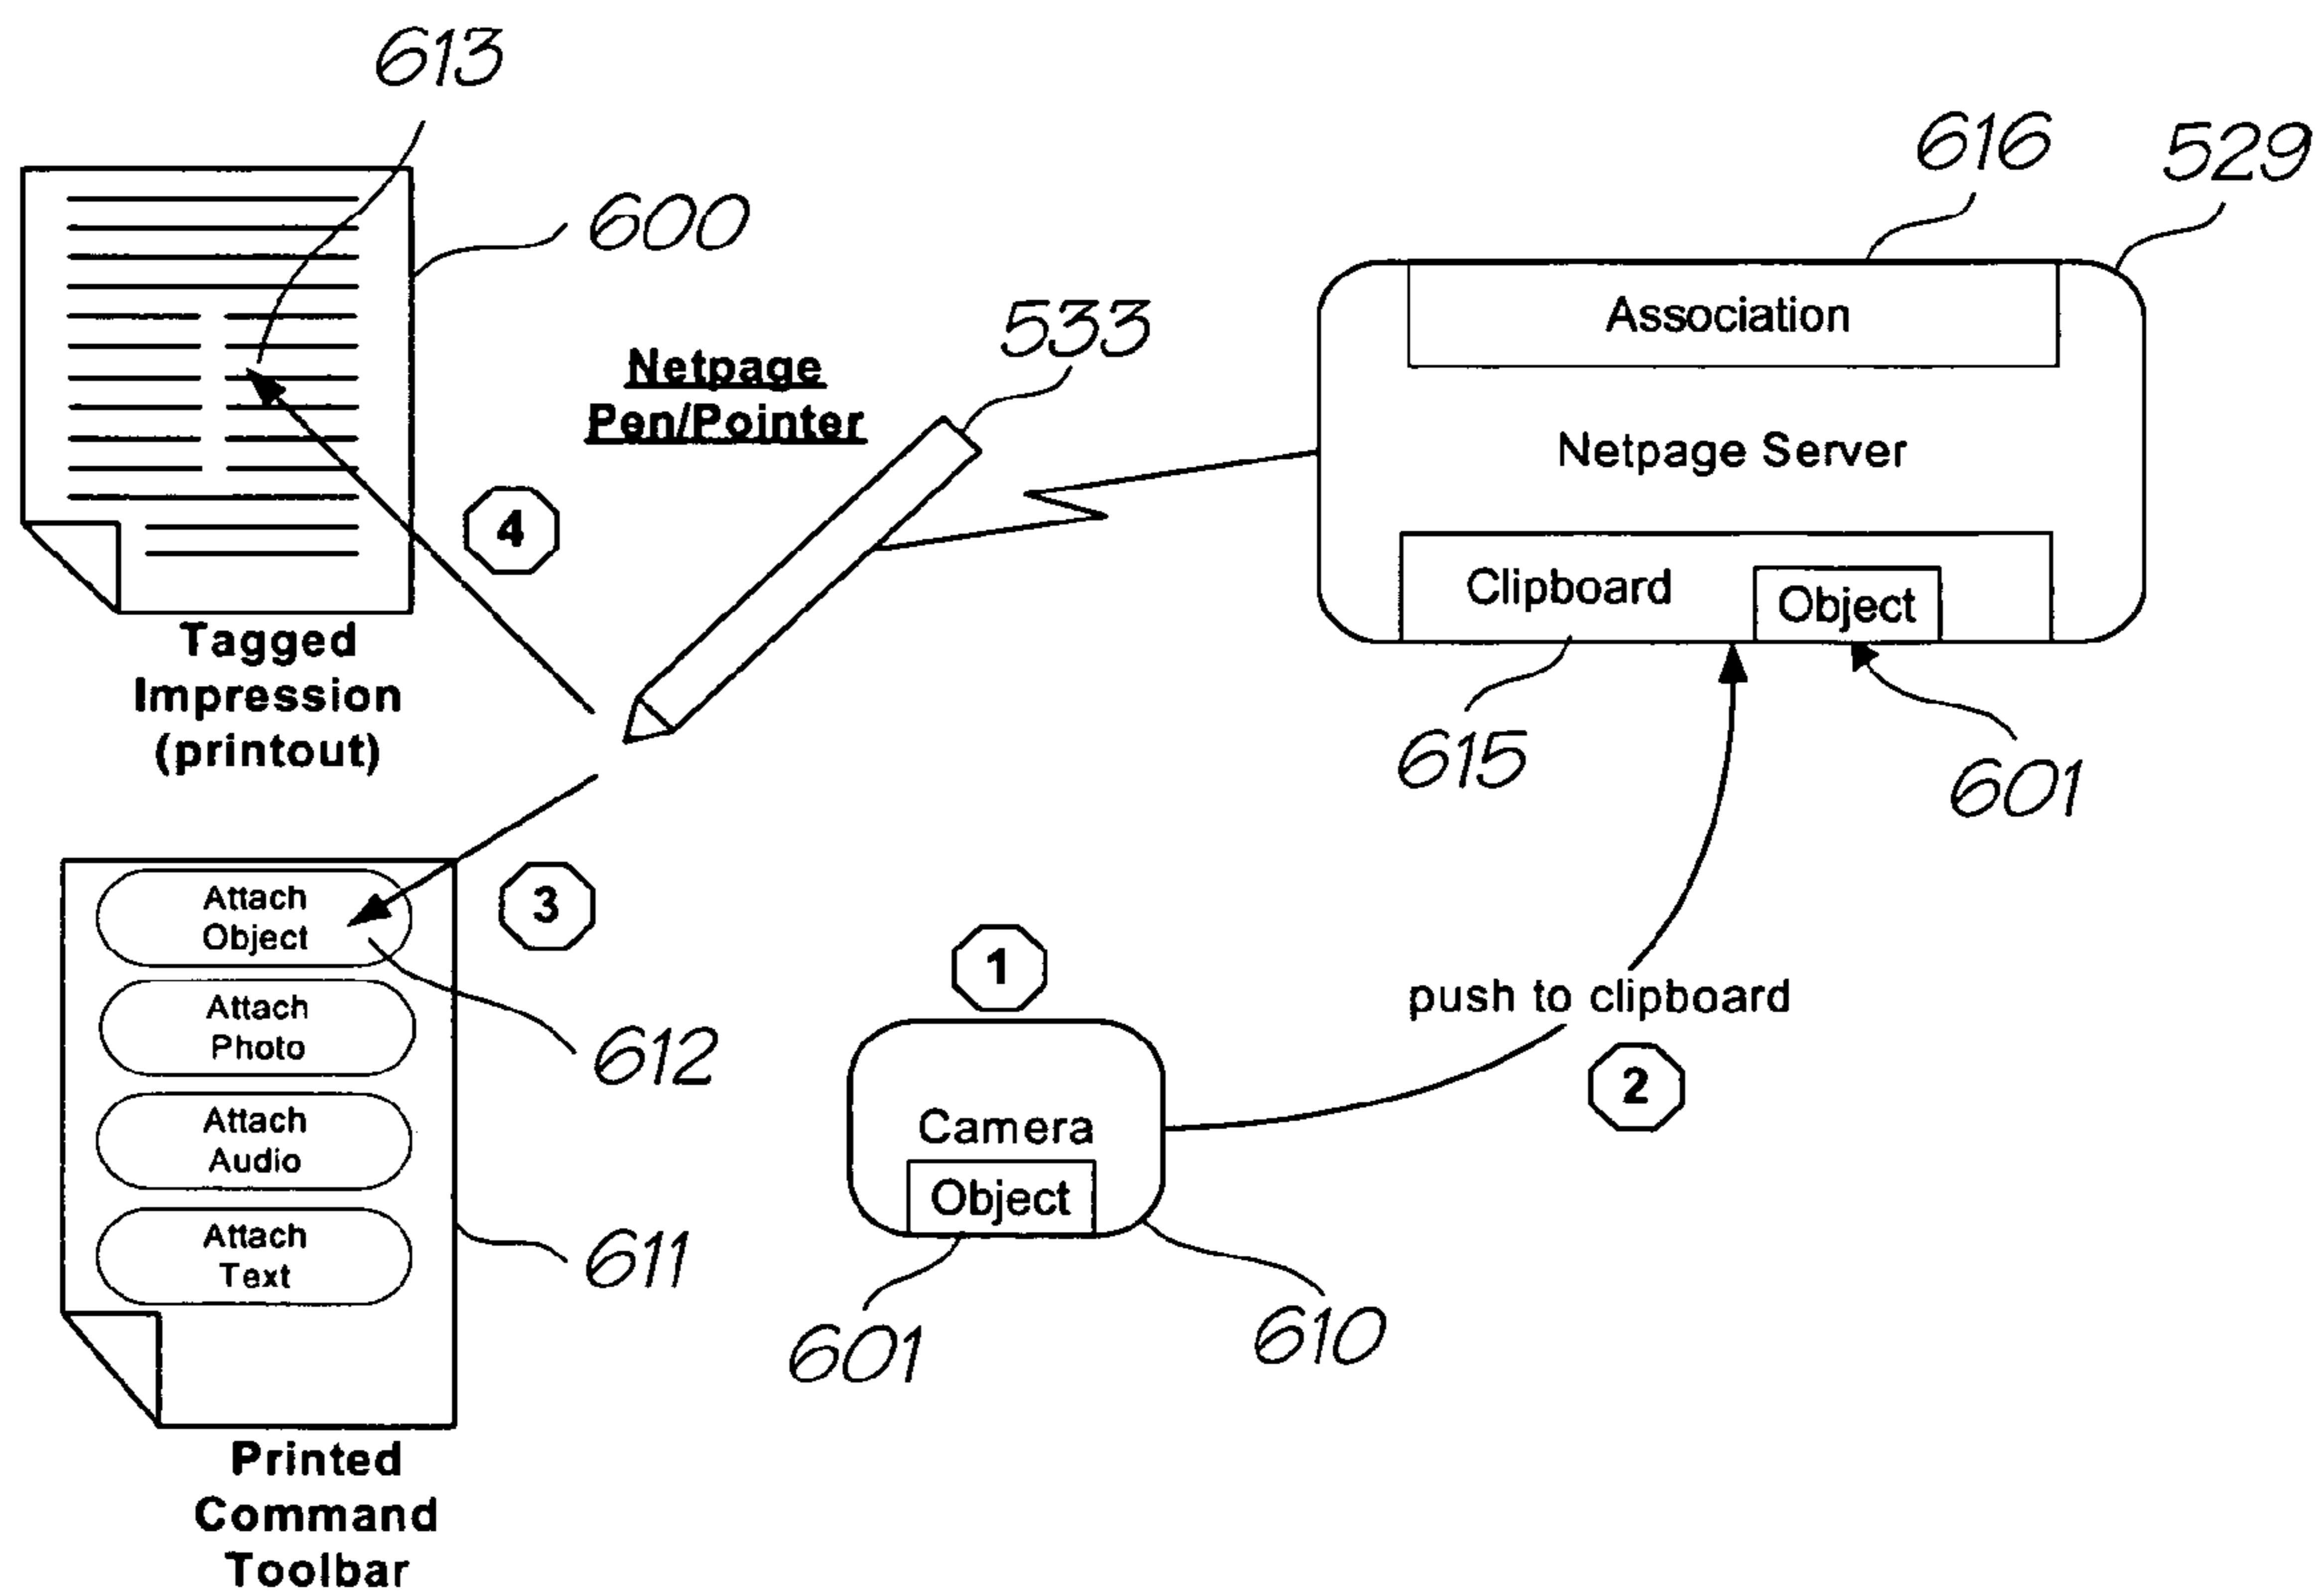 613
616
529
600
533
Association
Netpage
Pen/Pointer
Netpage Server
4
Clipboard
Object
Tagged
Impression
(printout)
615
601
3
Attach
Object
1
push to clipboard
2
Attach
Photo
612
Camera
Attach
Audio
Object
Attach
Text
611
601
610
Printed
Command
Toolbar